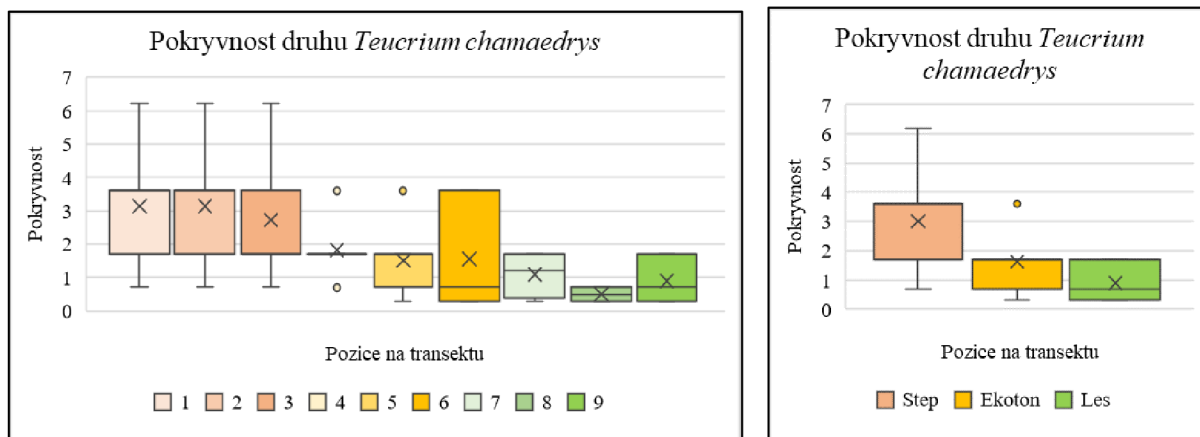 Pokryvnost druhu Teucrium chamaedrys
7
6
5
4
3
2
1
0
Pokryvnost
Pozice na transektu
1 2 3 4 5 6 7 8 9
Pokryvnost druhu Teucrium
chamaedrys
7
6
5
4
3
2
1
0
Pokryvnost
Pozice na transektu
Step Ekoton Les